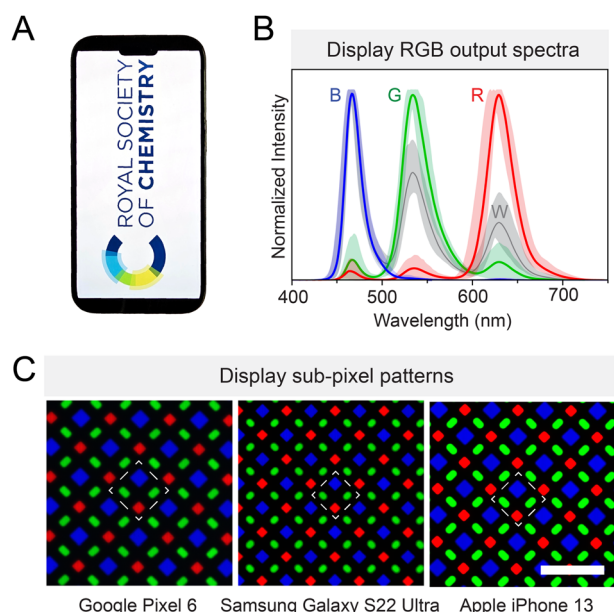 A
ROYAL SOCIETY
OF CHEMISTRY
B
Display RGB output spectra
B
G
R
W
Normalized Intensity
400
500
600
700
Wavelength (nm)
C
Display sub-pixel patterns
Google Pixel 6
Samsung Galaxy S22 Ultra
Apple iPhone 13